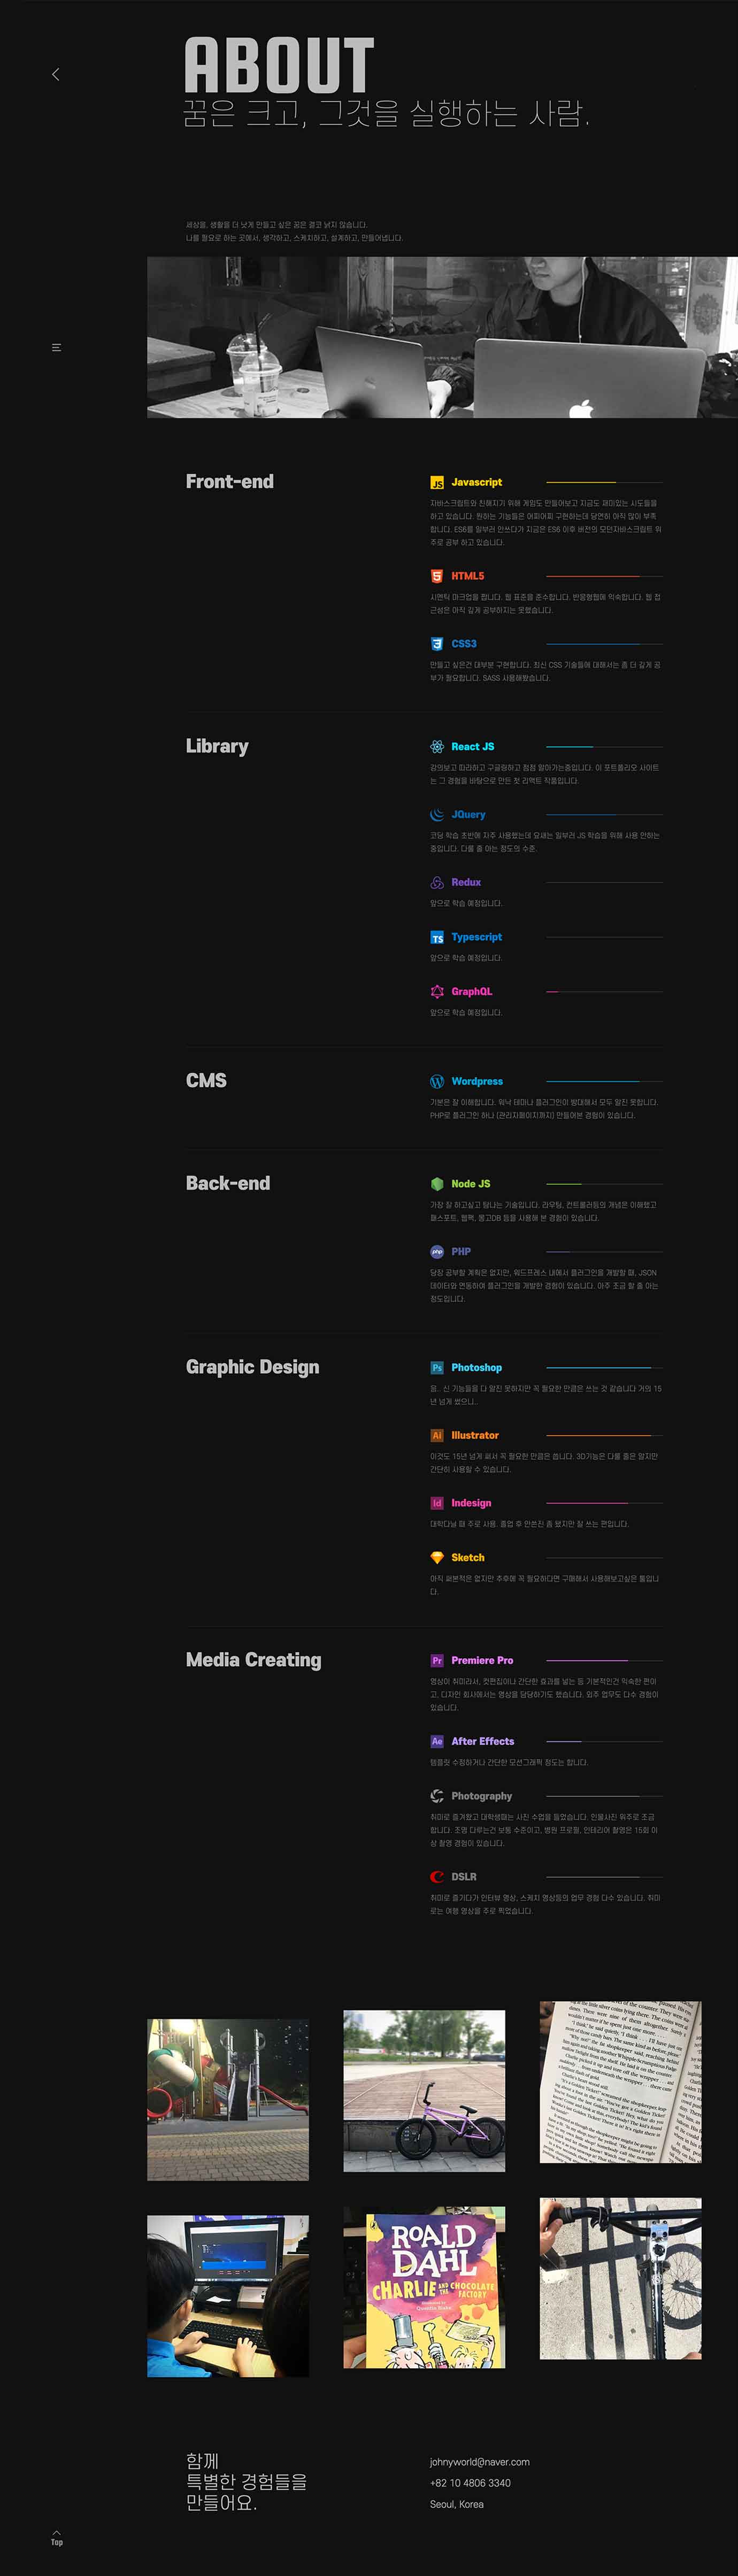 ABOUT
꿈은 크고, 그것을 실행하는 사람.
세상을, 생활을 더 낫게 만들고 싶은 꿈은 결코 낡지 않습니다.
나를 필요로 하는 곳에서, 생각하고, 스케치하고, 설계하고, 만들어냅니다.
Front-end
JS
Javascript
자바스크립트와 친해지기 위해 게임도 만들어보고 지금도 재미있는 시도들을
하고 있습니다. 원하는 기능들은 어찌어찌 구현하는데 당연히 아직 많이 부족
합니다. ES6를 일부러 안쓰다가 지금은 ES6 이후 버전의 모던자바스크립트 위
주로 공부 하고 있습니다.
HTML5
시멘틱 마크업을 합니다. 웹 표준을 준수합니다. 반응형웹에 익숙합니다. 웹 접
근성은 아직 깊게 공부하지는 못했습니다.
CSS3
만들고 싶은건 대부분 구현합니다. 최신 CSS 기술들에 대해서는 좀 더 깊게 공
부가 필요합니다. SASS 사용해봤습니다.
Library
React JS
강의보고 따라하고 구글링하고 점점 알아가는중입니다. 이 포트폴리오 사이트
는 그 경험을 바탕으로 만든 첫 리액트 작품입니다.
JQuery
코딩 학습 초반에 자주 사용했는데 요새는 일부러 JS 학습을 위해 사용 안하는
중입니다. 다룰 줄 아는 정도의 수준.
Redux
앞으로 학습 예정입니다.
TS
Typescript
앞으로 학습 예정입니다.
GraphQL
앞으로 학습 예정입니다.
CMS
Wordpress
기본은 잘 이해합니다. 워낙 테마나 플러그인이 방대해서 모두 알진 못합니다.
PHP로 플러그인 하나 (관리자페이지까지) 만들어본 경험이 있습니다.
Back-end
Node JS
가장 잘 하고싶고 탐나는 기술입니다. 라우팅, 컨트롤러등의 개념은 이해했고
패스포트, 웹팩, 몽고DB 등을 사용해 본 경험이 있습니다.
php
PHP
당장 공부할 계획은 없지만, 워드프레스 내에서 플러그인을 개발할 때, JSON
데이터와 연동하여 플러그인을 개발한 경험이 있습니다. 아주 조금 할 줄 아는
정도입니다.
Graphic Design
Ps
Photoshop
음.. 신 기능들을 다 알진 못하지만 꼭 필요한 만큼은 쓰는 것 같습니다 거의 15
년 넘게 썼으니..
Ai
Illustrator
이것도 15년 넘게 써서 꼭 필요한 만큼은 씁니다. 3D기능은 다룰 줄은 알지만
간단히 사용할 수 있습니다.
Id
Indesign
대학다닐 때 주로 사용. 졸업 후 안쓴진 좀 됐지만 잘 쓰는 편입니다.
Sketch
아직 써본적은 없지만 추후에 꼭 필요하다면 구매해서 사용해보고싶은 툴입니
다.
Media Creating
Pr
Premiere Pro
영상이 취미라서, 컷편집이나 간단한 효과를 넣는 등 기본적인건 익숙한 편이
고, 디자인 회사에서는 영상을 담당하기도 했습니다. 외주 업무도 다수 경험이
있습니다.
Ae
After Effects
템플릿 수정하거나 간단한 모션그래픽 정도는 합니다.
Photography
취미로 즐겨왔고 대학생때는 사진 수업을 들었습니다. 인물사진 위주로 조금
합니다. 조명 다루는건 보통 수준이고, 병원 프로필, 인테리어 촬영은 15회 이
상 촬영 경험이 있습니다.
DSLR
취미로 즐기다가 인터뷰 영상, 스케치 영상등의 업무 경험 다수 있습니다. 취미
로는 여행 영상을 주로 찍었습니다.
ROALD
DAHL
CHARLIE AND THE CHOCOLATE
FACTORY
함께
특별한 경험들을
만들어요.
johnyworld@naver.com
+82 10 4806 3340
Seoul, Korea
Top